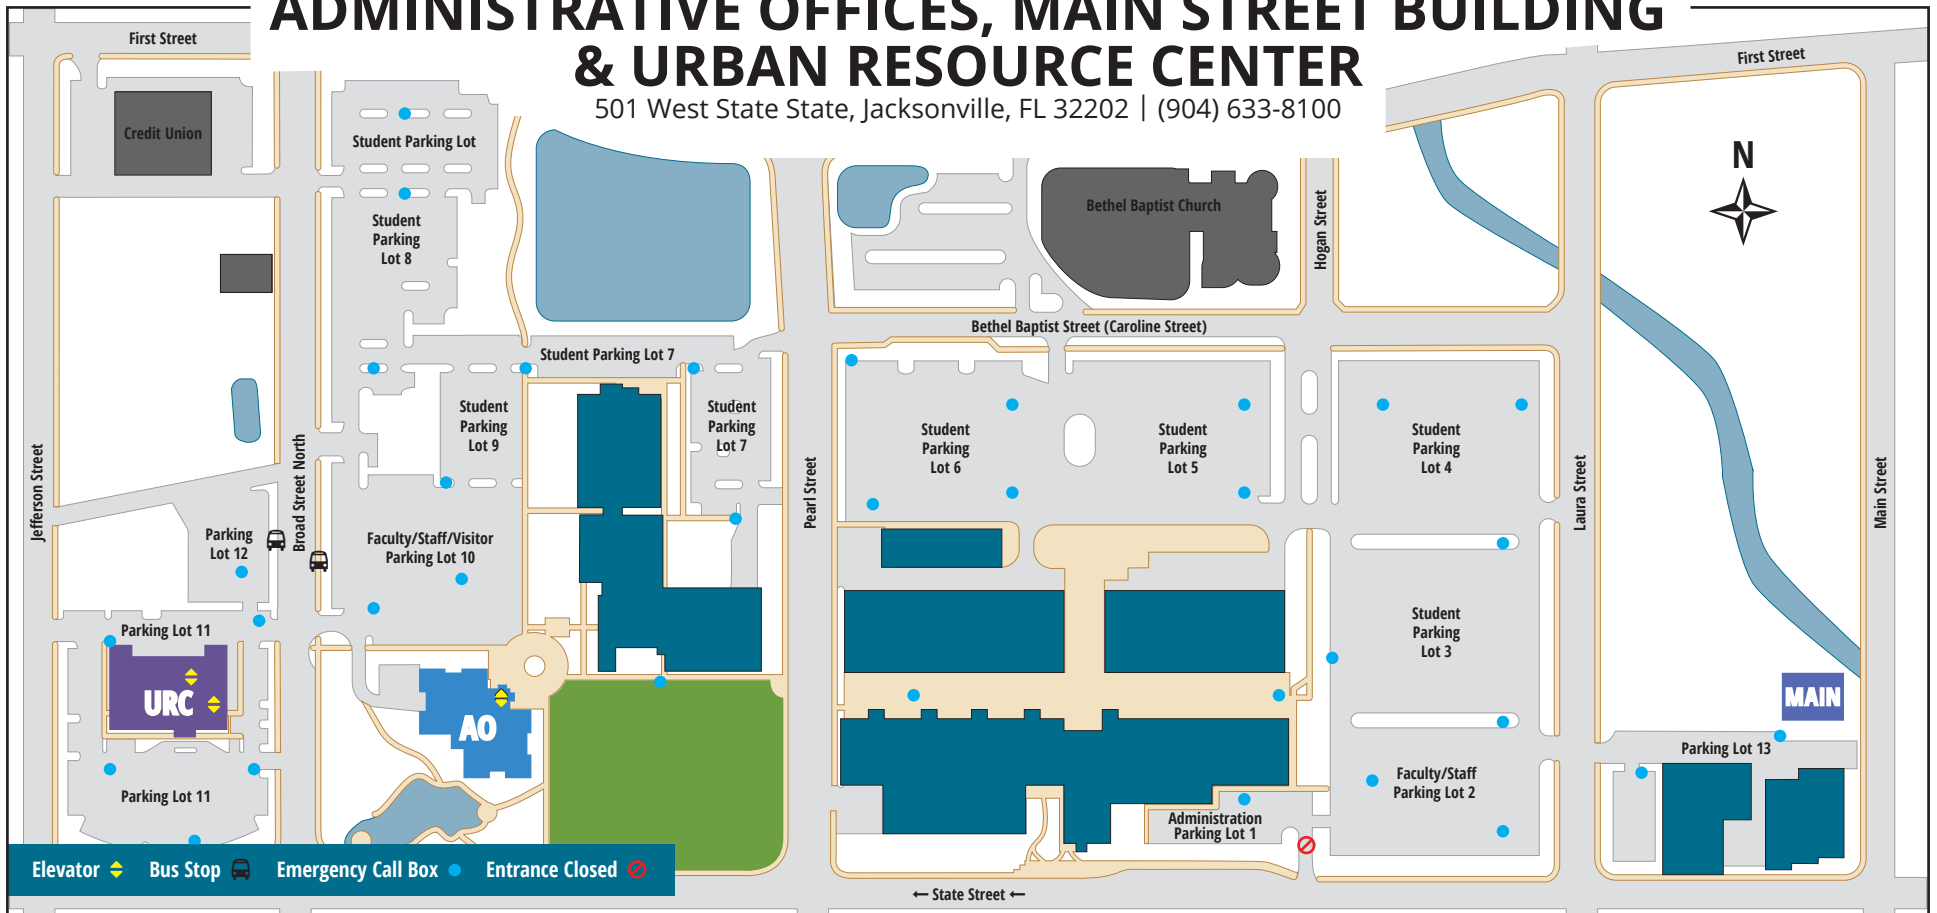 ADMINISTRATIVE OFFICES, MAIN STREET BUILDING
& URBAN RESOURCE CENTER
501 West State State, Jacksonville, FL 32202 | (904) 633-8100
First Street
First Street
Credit Union
Student Parking Lot
N
Student
Parking
Lot 8
Bethel Baptist Church
Hogan Street
Bethel Baptist Street (Caroline Street)
Student Parking Lot 7
Student
Parking
Lot 9
Student
Parking
Lot 7
Student
Parking
Lot 6
Student
Parking
Lot 5
Student
Parking
Lot 4
Jefferson Street
Broad Street North
Pearl Street
Laura Street
Main Street
Parking
Lot 12
Faculty/Staff/Visitor
Parking Lot 10
Parking Lot 11
Student
Parking
Lot 3
URC
AO
MAIN
Parking Lot 13
Parking Lot 11
Faculty/Staff
Parking Lot 2
Administration
Parking Lot 1
Elevator
Bus Stop
Emergency Call Box
Entrance Closed
← State Street ←